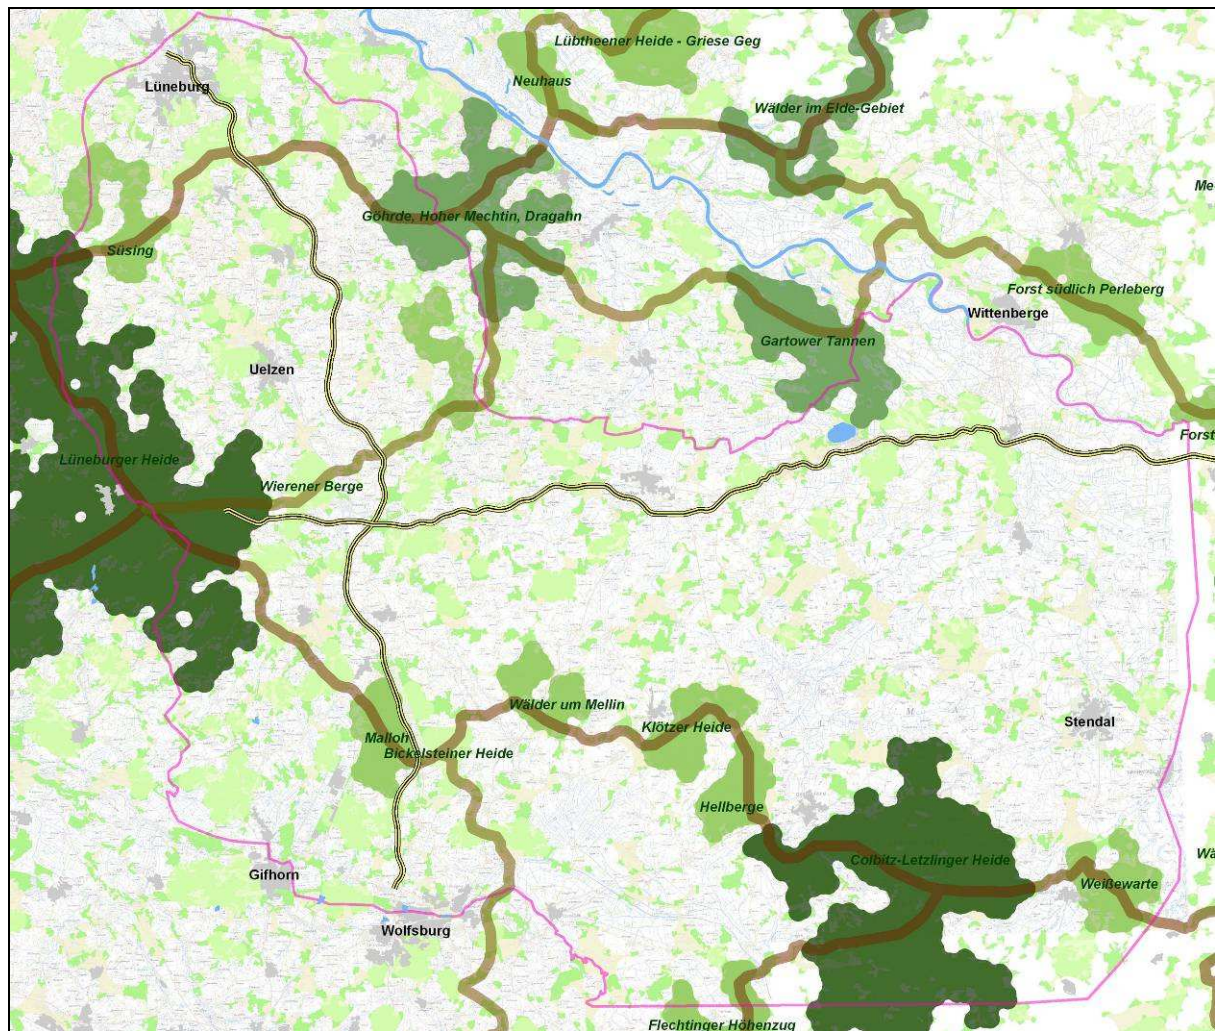 Lübtheener Heide - Griese Geg
Neuhaus
Lüneburg
Wälder im Elde-Gebiet
Me
Göhrde, Hoher Mechtin, Dragahn
Süsing
Forst südlich Perleberg
Wittenberge
Gartower Tannen
Uelzen
Forst
Lüneburger Heide
Wierener Berge
Wälder um Mellin
Klötzer Heide
Stendal
Malloh
Bickelsteiner Heide
Hellberge
Colbitz-Letzlinger Heide
Wä
Gifhorn
Weißewarte
Wolfsburg
Flechtinger Höhenzug